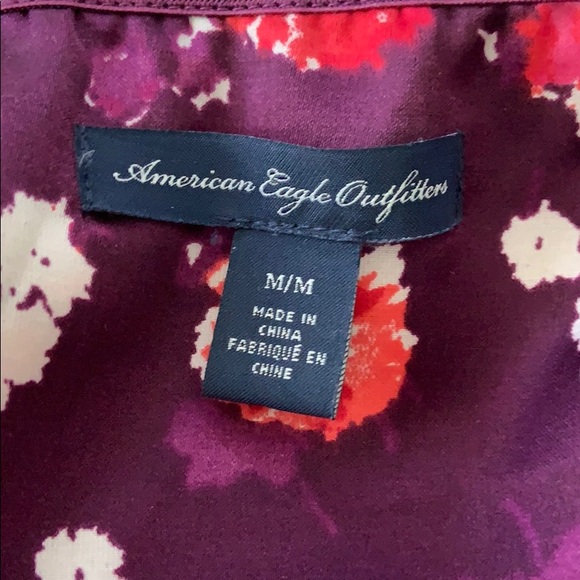 American Eagle Outfitters
M/M
MADE IN
CHINA
FABRIQUÉ EN
CHINE